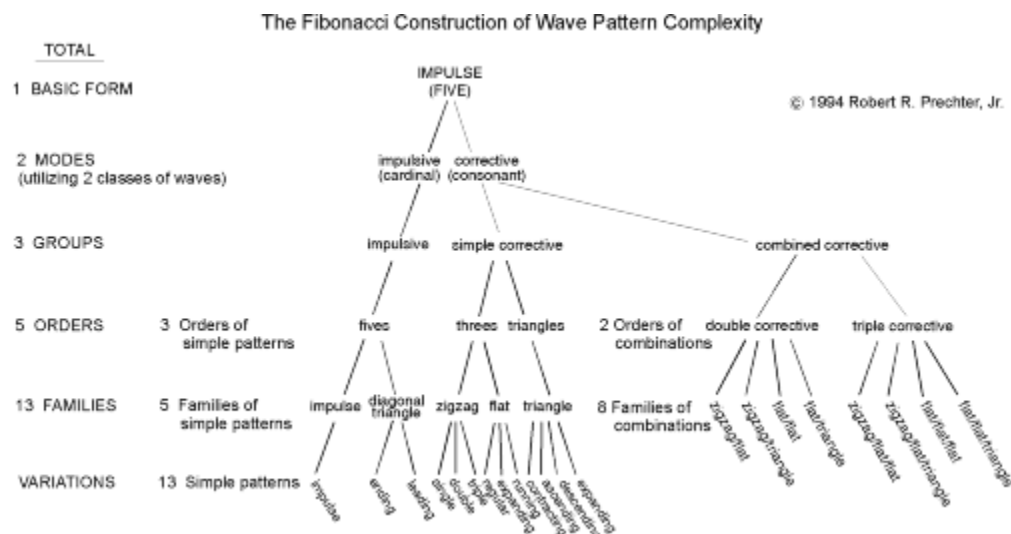 The Fibonacci Construction of Wave Pattern Complexity
TOTAL
1 BASIC FORM
IMPULSE
(FIVE)
© 1994 Robert R. Prechter, Jr.
2 MODES
(utilizing 2 classes of waves)
impulsive
(cardinal)
corrective
(consonant)
3 GROUPS
impulsive
simple corrective
combined corrective
5 ORDERS
3 Orders of
simple patterns
fives
threes
triangles
2 Orders of
combinations
double corrective
triple corrective
13 FAMILIES
5 Families of
simple patterns
impulse
diagonal
triangle
zigzag
flat
triangle
8 Families of
combinations
zigzag/flat
zigzag/triangle
flat/flat
flat/triangle
zigzag/flat/flat
zigzag/flat/triangle
flat/flat/flat
flat/flat/triangle
VARIATIONS
13 Simple patterns
impulse
ending
leading
single
double
triple
regular
expanding
running
contracting
ascending
descending
expanding